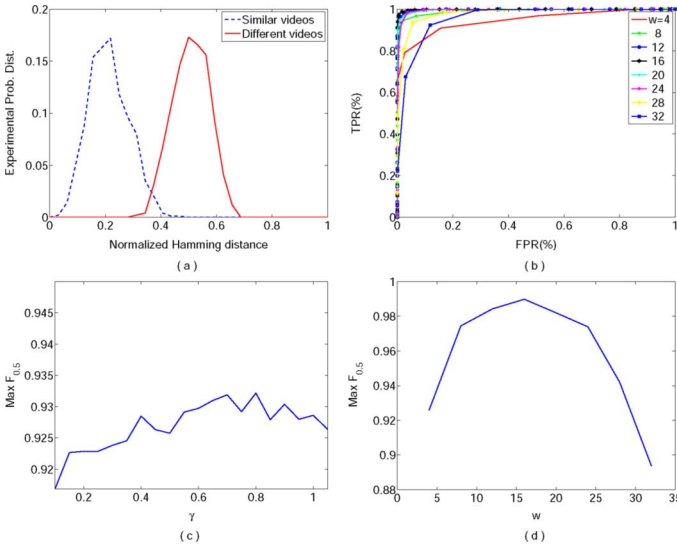 0.2
0.15
0.1
0.05
0
Experimental Prob. Dist.
Similar videos
Different videos
0 0.2 0.4 0.6 0.8 1
Normalized Hamming distance
( a )
1
0.8
0.6
0.4
0.2
0
TPR(%)
w=4
8
12
16
20
24
28
32
0 0.2 0.4 0.6 0.8 1
FPR(%)
( b )
0.945
0.94
0.935
0.93
0.925
0.92
Max F0.5
0.2 0.4 0.6 0.8 1
γ
( c )
1
0.98
0.96
0.94
0.92
0.9
0.88
Max F0.5
0 5 10 15 20 25 30 35
w
( d )